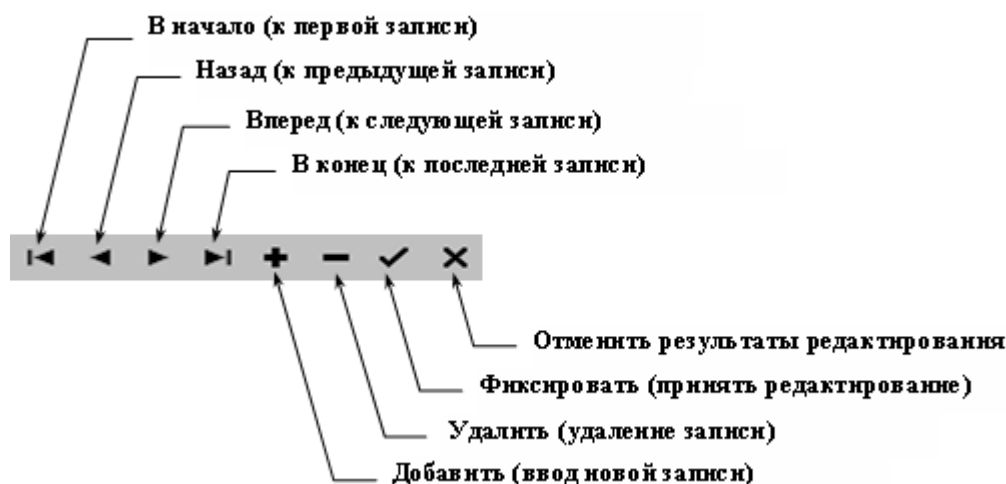 В начало (к первой записи)
Назад (к предыдущей записи)
Вперед (к следующей записи)
В конец (к последней записи)
Отменить результаты редактирования
Фиксировать (принять редактирование)
Удалить (удаление записи)
Добавить (ввод новой записи)